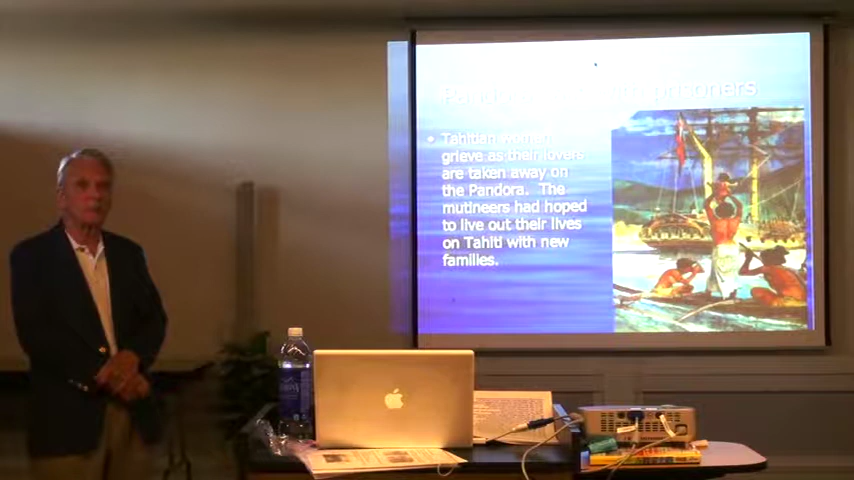 prisoners
Tahitian women
grieve as their lovers
are taken away on
the Pandora. The
mutineers had hoped
to live out their lives
on Tahiti with new
families.